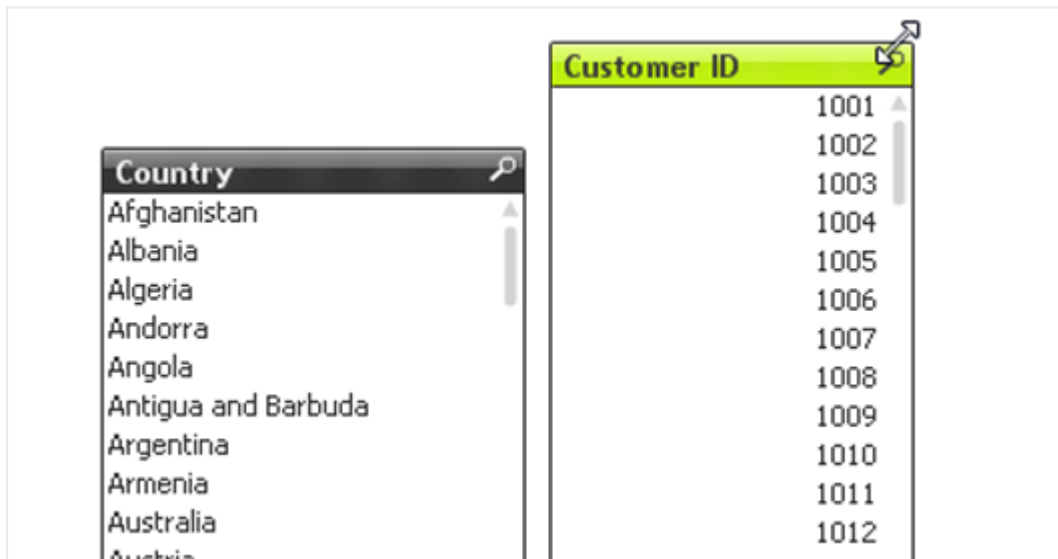 Customer ID
1001
1002
1003
1004
1005
1006
1007
1008
1009
1010
1011
1012
Country
Afghanistan
Albania
Algeria
Andorra
Angola
Antigua and Barbuda
Argentina
Armenia
Australia
Austria